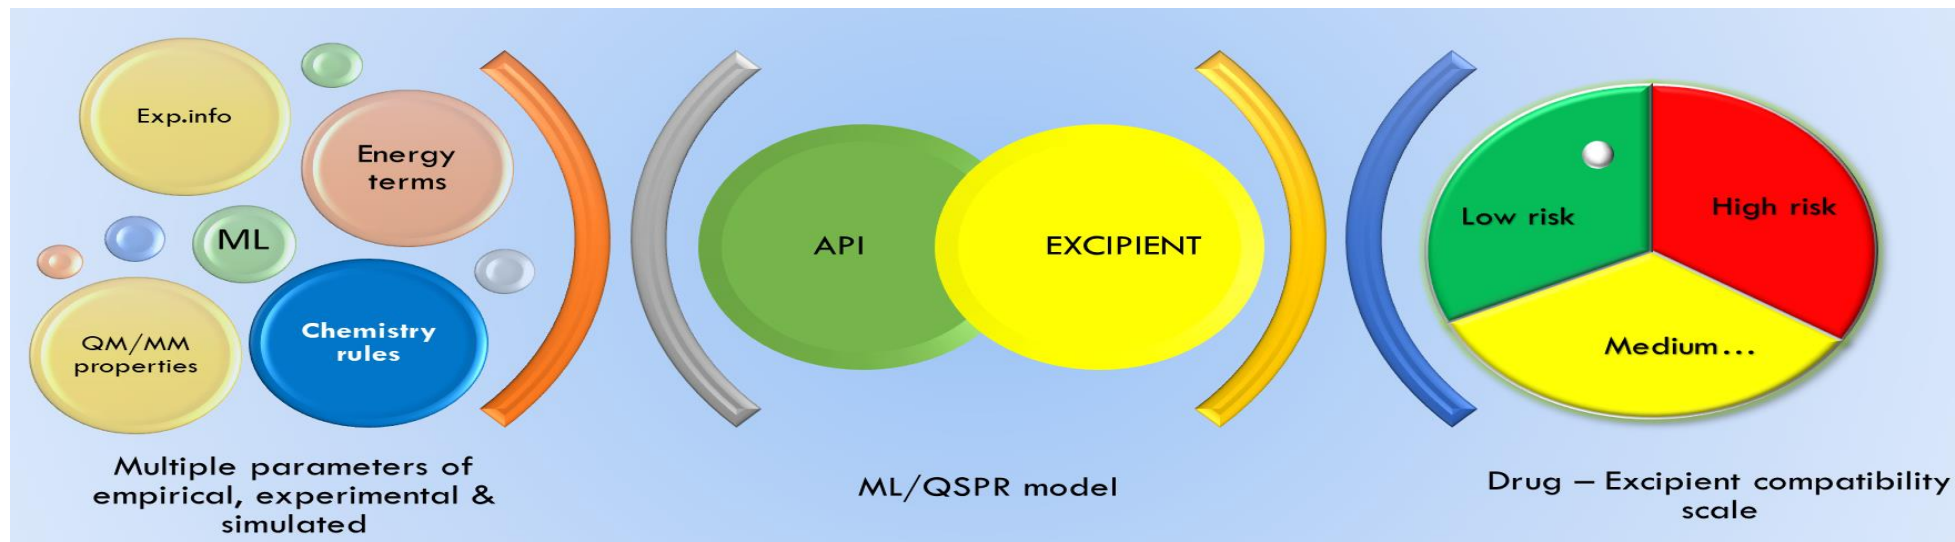 Exp.info
Energy
terms
ML
QM/MM
properties
Chemistry
rules
Multiple parameters of
empirical, experimental &
simulated
API
EXCIPIENT
ML/QSPR model
Low risk
High risk
Medium...
Drug – Excipient compatibility
scale